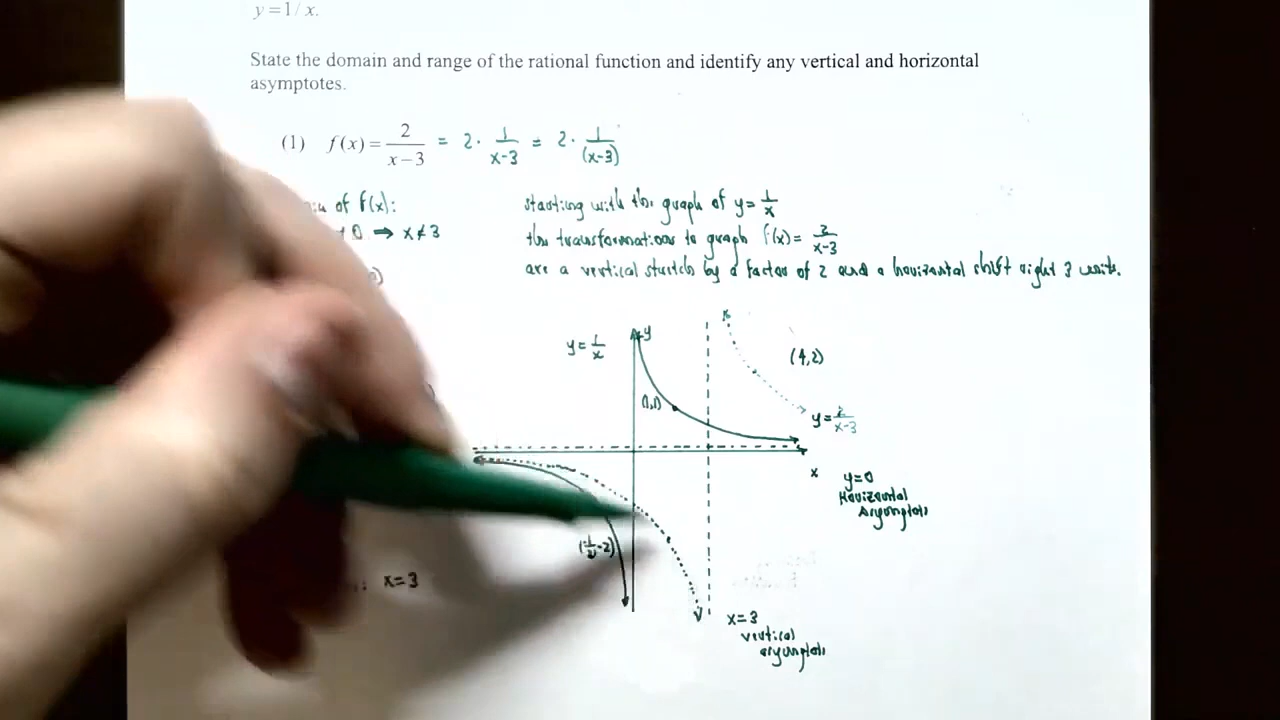 y = 1/ x.
State the domain and range of the rational function and identify any vertical and horizontal
asymptotes.
(1) f(x) = 2/(x-3) = 2· 1/(x-3) = 2· 1/(x-3)
of f(x):
0 ⇒ x≠3
starting with the graph of y= 1/x
the transformations to graph f(x)= 2/(x-3)
are a vertical stretch by a factor of 2 and a horizontal shift right 3 units.
y
y= 1/x
(4,2)
(1,1)
y= 2/(x-3)
x
y=0
Horizontal
Asymptote
x=3
x=3
vertical
asymptote